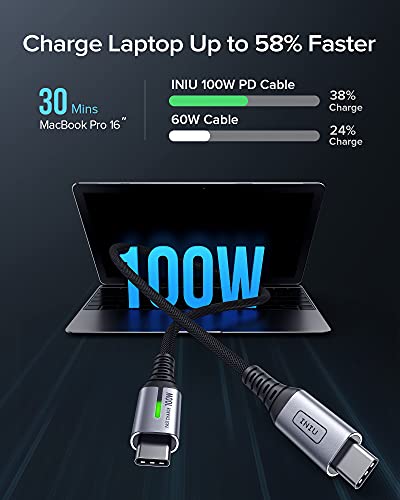 Charge Laptop Up to 58% Faster
30 Mins
MacBook Pro 16"
INIU 100W PD Cable
38%
Charge
60W Cable
24%
Charge
100W
100W
INIU